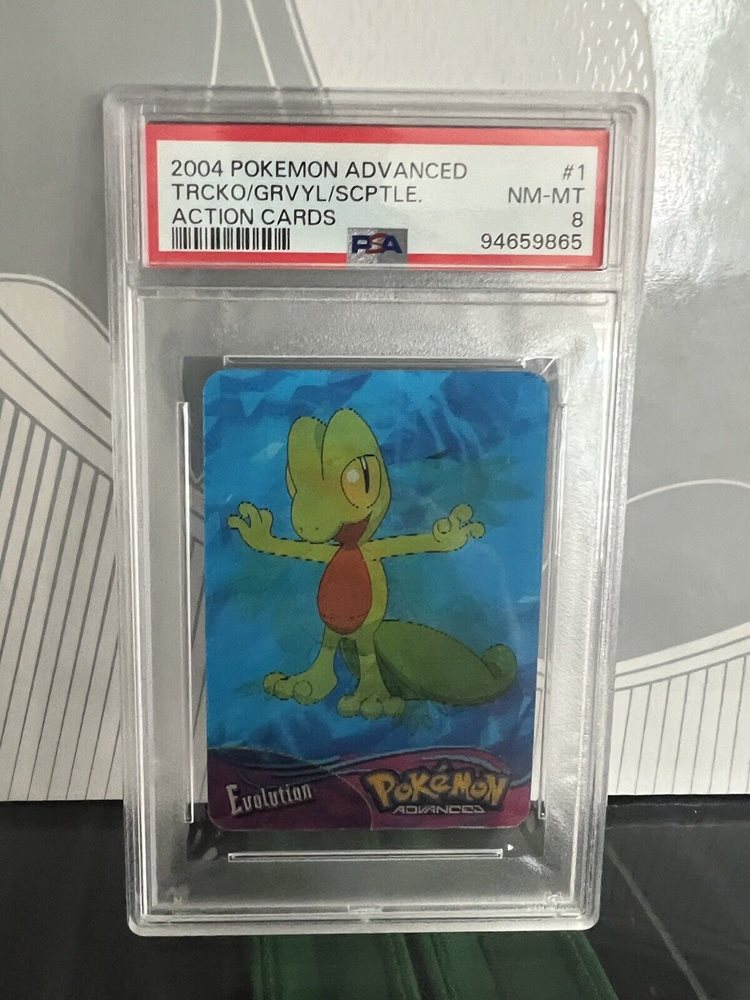 2004 POKEMON ADVANCED #1
TRCKO/GRVYL/SCPTLE. NM-MT
ACTION CARDS 8
PSA 94659865
Evolution
POKéMON
ADVANCED